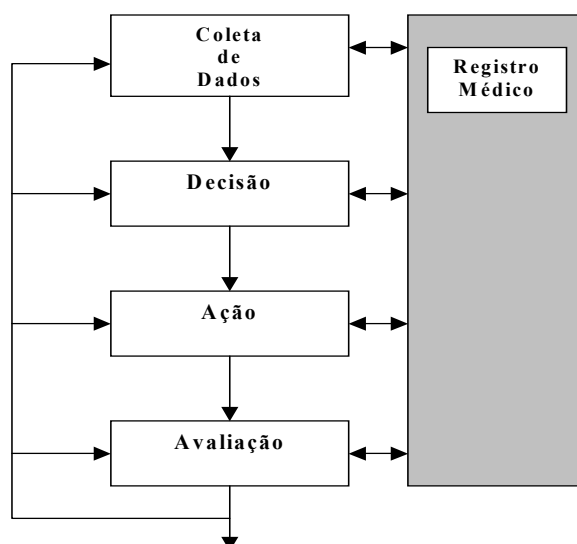 Coleta
de
Dados
Registro
Médico
Decisão
Ação
Avaliação